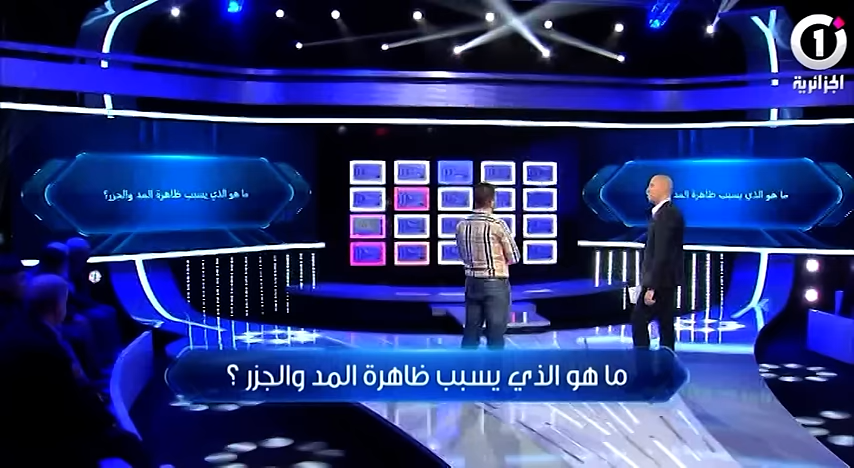 1
الجزائرية
ما هو الذي يسبب ظاهرة المد والجزر؟
ما هو الذي يسبب ظاهرة المد والجزر؟
ما هو الذي يسبب ظاهرة المد والجزر ؟